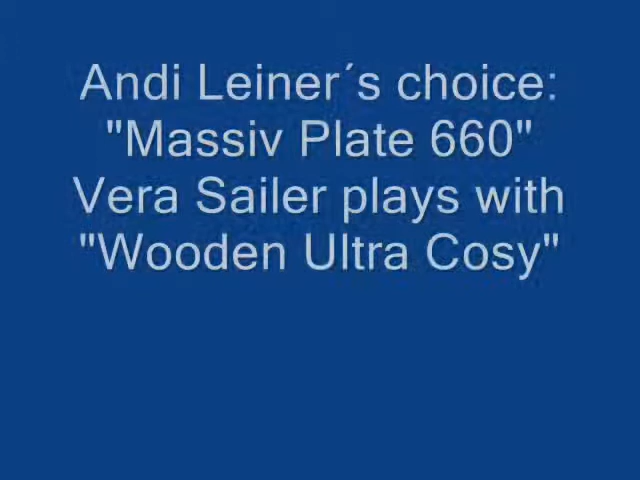 Andi Leiner´s choice:
"Massiv Plate 660"
Vera Sailer plays with
"Wooden Ultra Cosy"